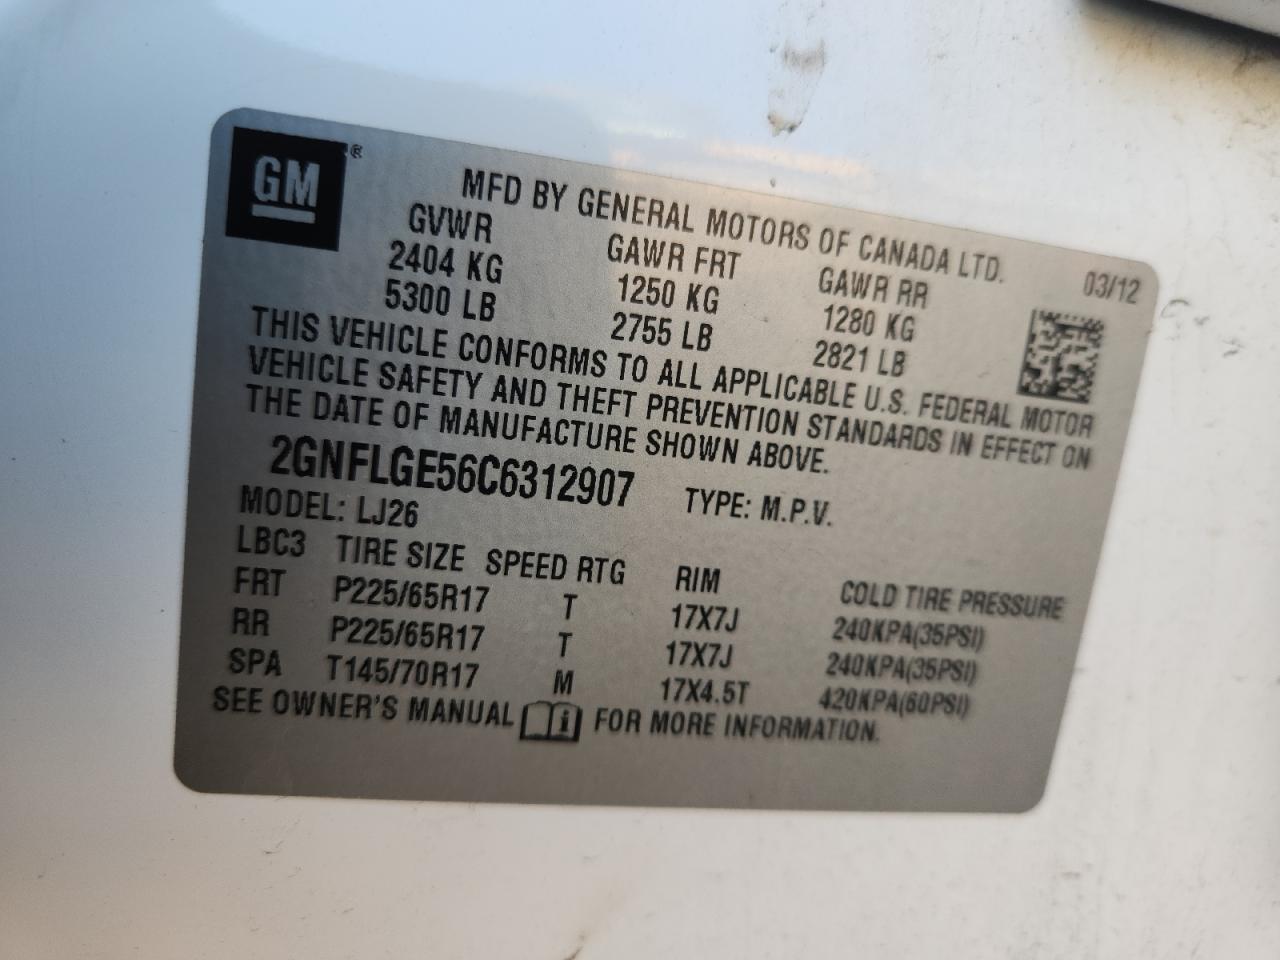 GM ®
MFD BY GENERAL MOTORS OF CANADA LTD.
GVWR GAWR FRT GAWR RR 03/12
2404 KG 1250 KG 1280 KG
5300 LB 2755 LB 2821 LB
THIS VEHICLE CONFORMS TO ALL APPLICABLE U.S. FEDERAL MOTOR
VEHICLE SAFETY AND THEFT PREVENTION STANDARDS IN EFFECT ON
THE DATE OF MANUFACTURE SHOWN ABOVE.
2GNFLGE56C6312907 TYPE: M.P.V.
MODEL: LJ26
LBC3 TIRE SIZE SPEED RTG RIM COLD TIRE PRESSURE
FRT P225/65R17 T 17X7J 240KPA(35PSI)
RR P225/65R17 T 17X7J 240KPA(35PSI)
SPA T145/70R17 M 17X4.5T 420KPA(60PSI)
SEE OWNER'S MANUAL i FOR MORE INFORMATION.